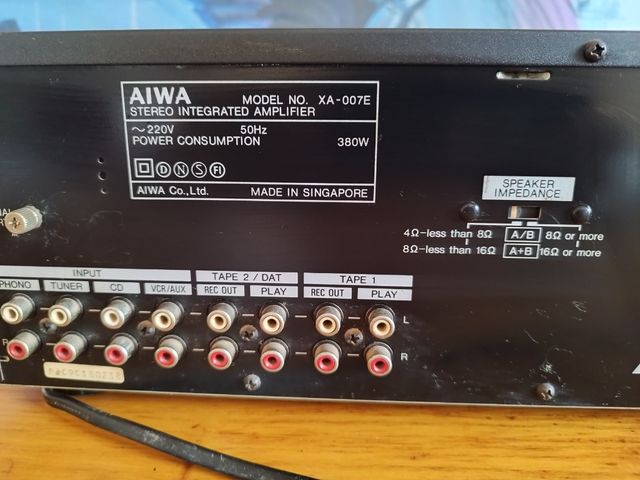 AIWA MODEL NO. XA-007E
STEREO INTEGRATED AMPLIFIER
~220V 50Hz
POWER CONSUMPTION 380W
D N S FI
AIWA Co., Ltd. MADE IN SINGAPORE
SPEAKER
IMPEDANCE
4Ω-less than 8Ω A/B 8Ω or more
8Ω-less than 16Ω A+B 16Ω or more
INPUT TAPE 2 / DAT TAPE 1
PHONO TUNER CD VCR/AUX REC OUT PLAY REC OUT PLAY
L
R R